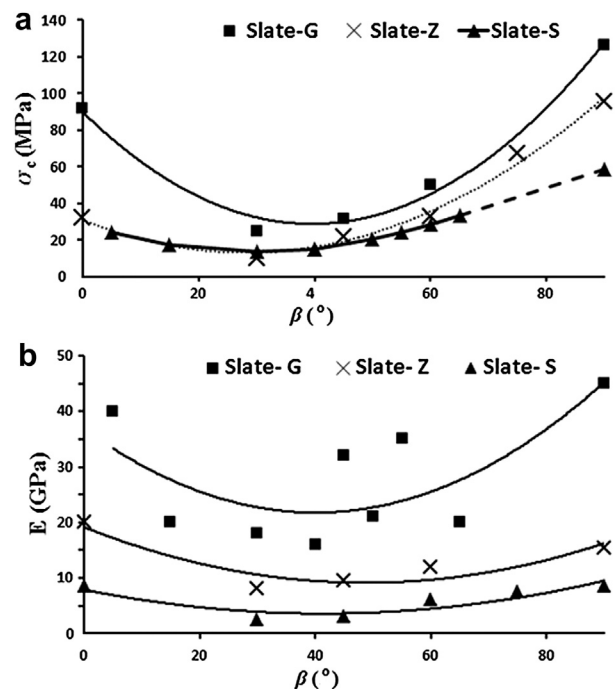 a
Slate-G Slate-Z Slate-S
140
120
100
80
60
40
20
0
σc (MPa)
0 20 40 60 80
β (°)
b
Slate- G Slate- Z Slate- S
50
40
30
20
10
0
E (GPa)
0 20 40 60 80
β (°)